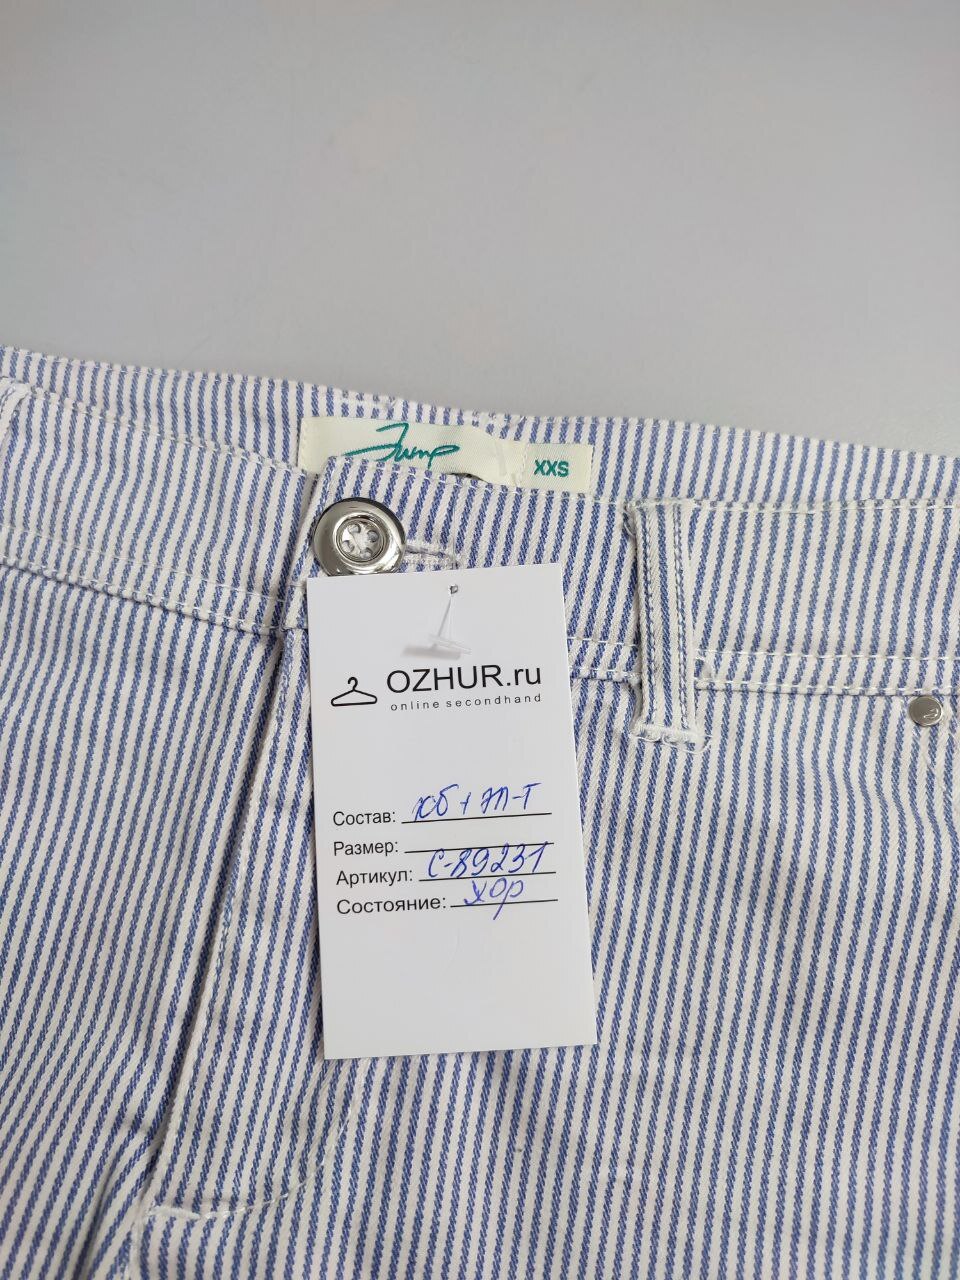 Jump
XXS
OZHUR.ru
online secondhand
Состав: хб + эл-т
Размер:
Артикул: С-89231
Состояние: хор